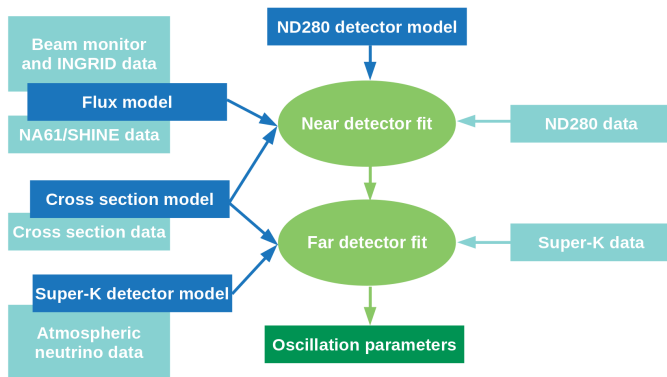 ND280 detector model
Beam monitor
and INGRID data
Flux model
NA61/SHINE data
Near detector fit
ND280 data
Cross section model
Cross section data
Far detector fit
Super-K data
Super-K detector model
Atmospheric
neutrino data
Oscillation parameters